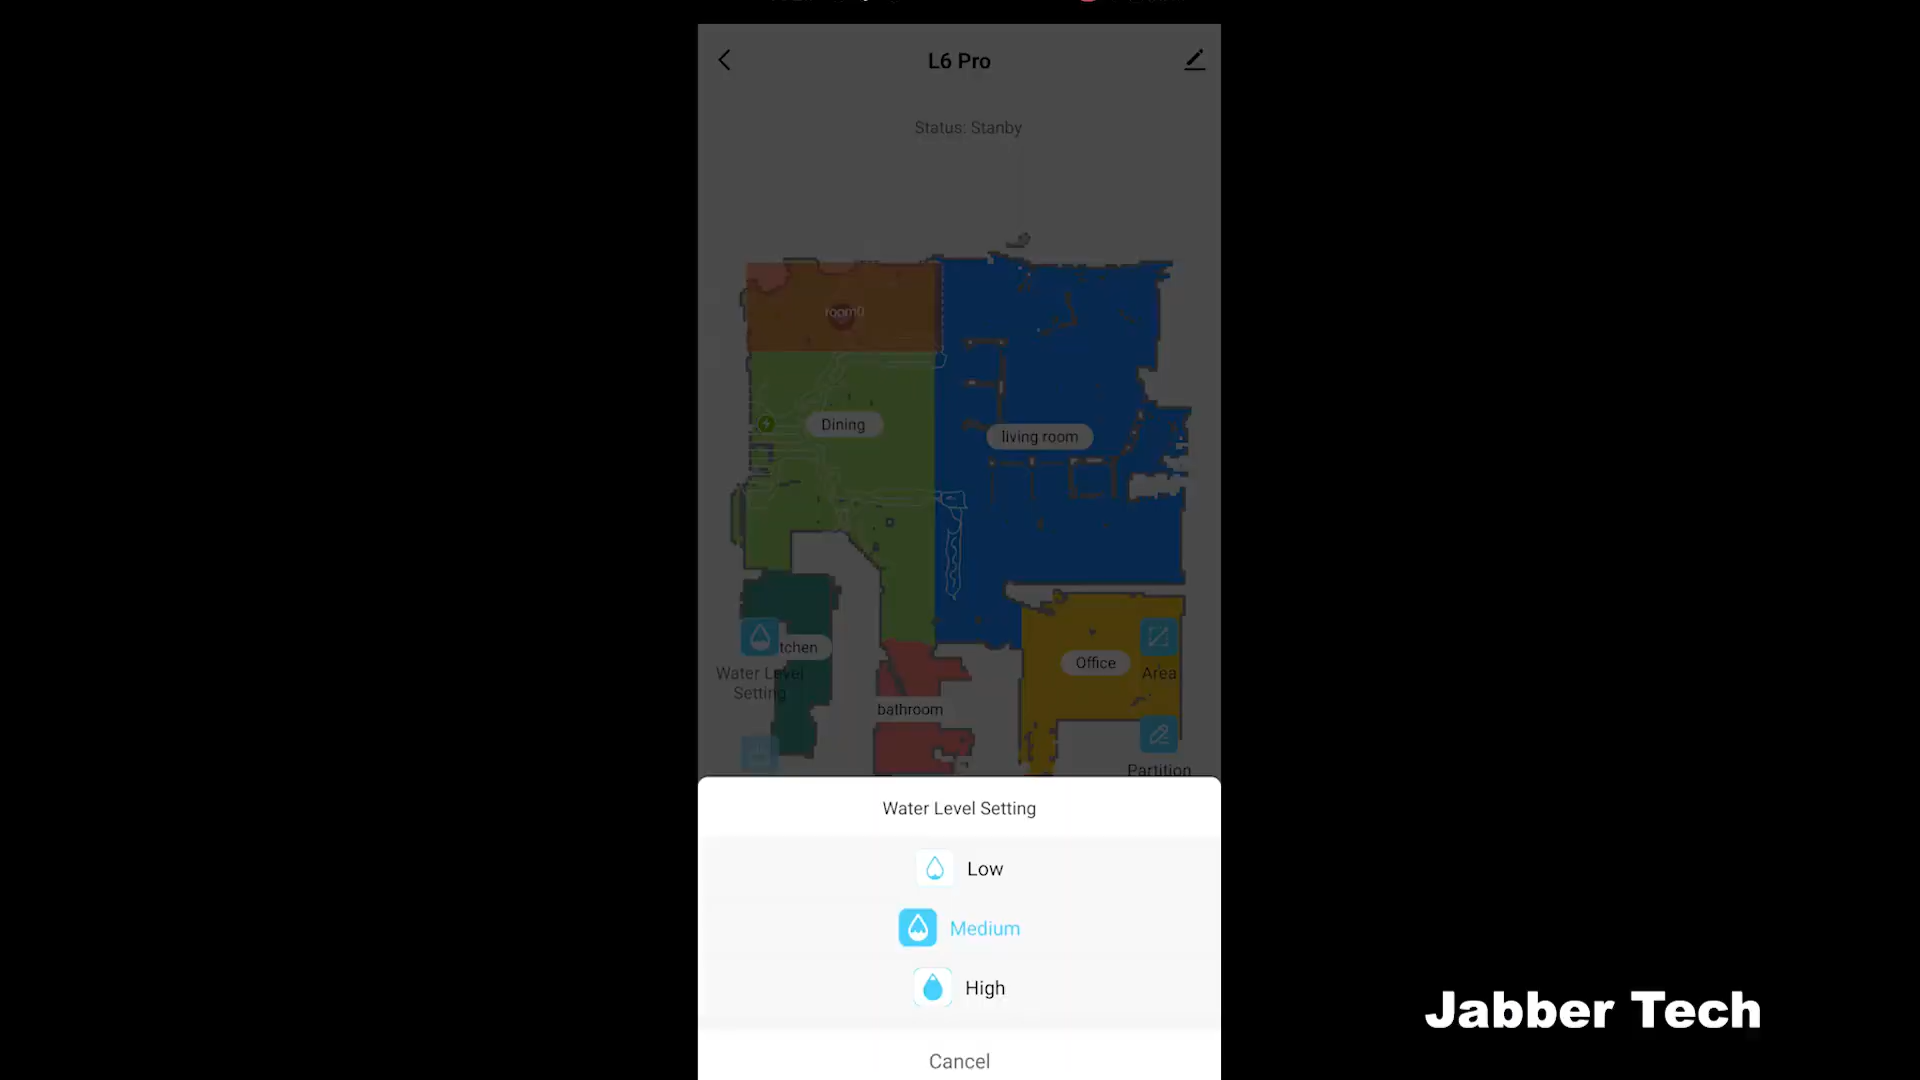 L6 Pro
Status: Stanby
room0
Dining
living room
tchen
Water Level
Setting
Office
Area
bathroom
Partition
Water Level Setting
Low
Medium
High
Cancel
Jabber Tech